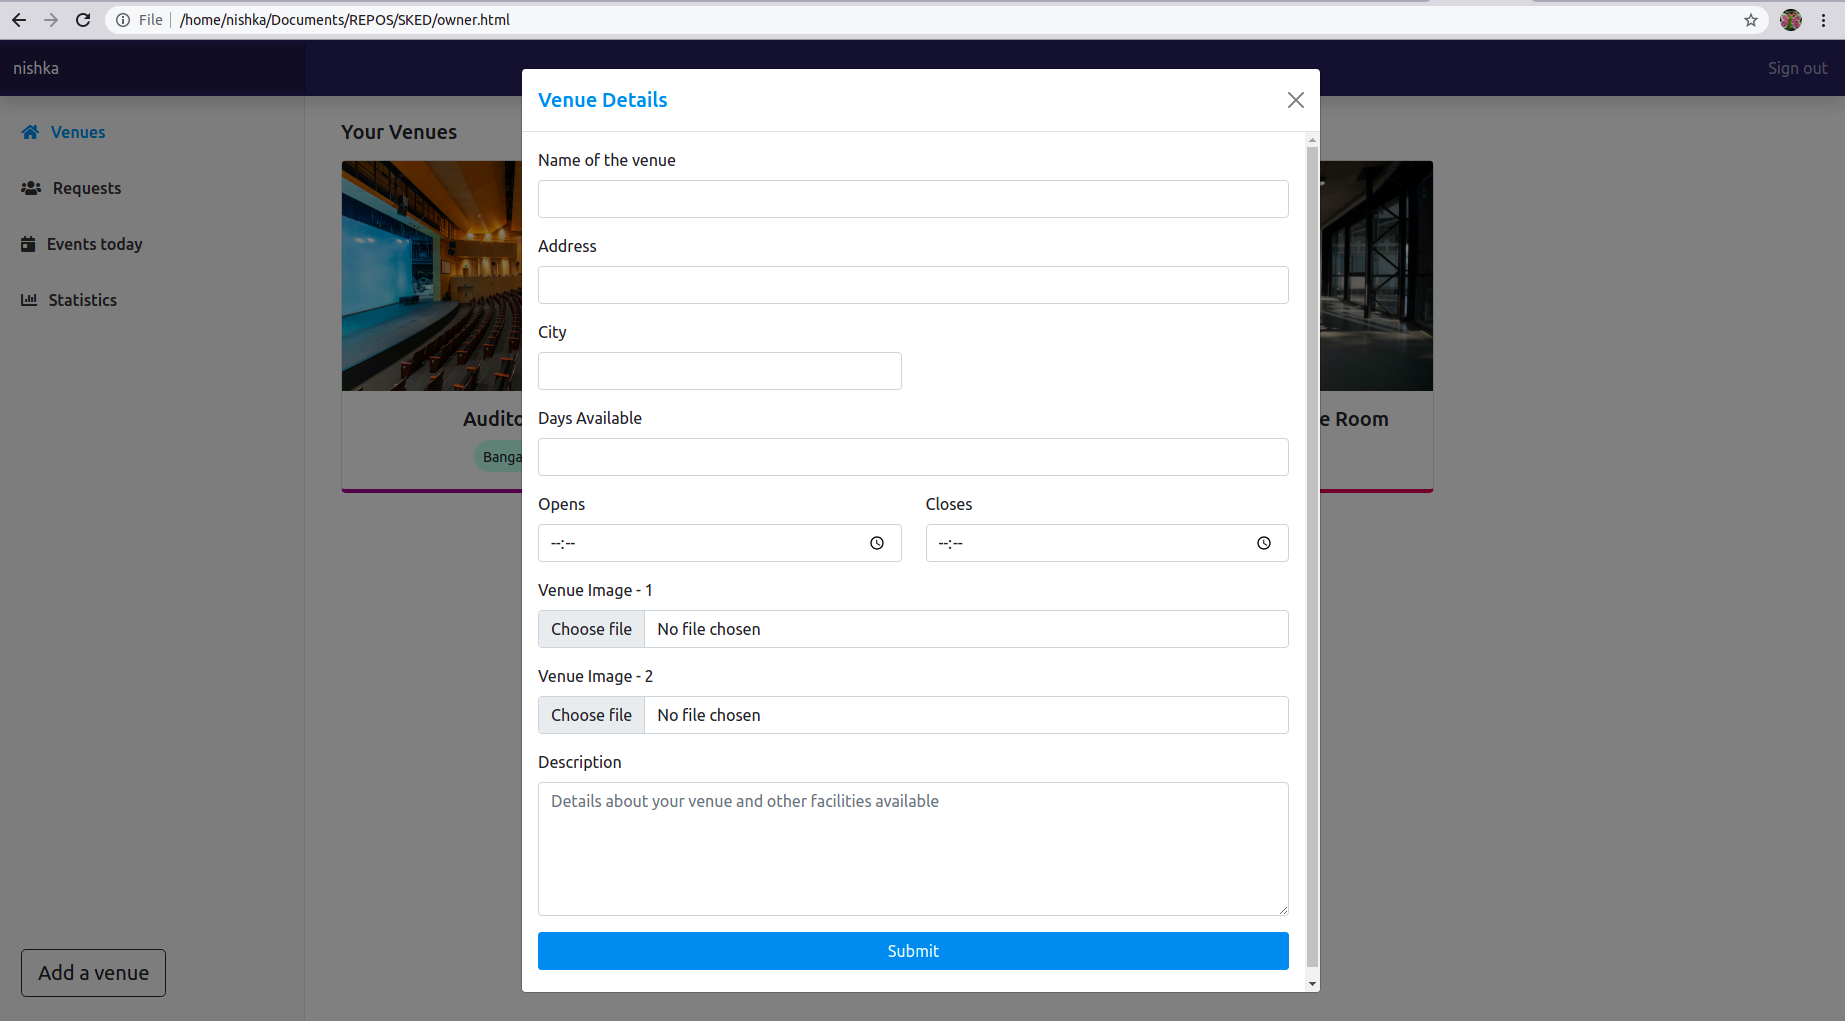 File /home/nishka/Documents/REPOS/SKED/owner.html
nishka
Sign out
Venues
Requests
Events today
Statistics
Add a venue
Your Venues
Audito
Banga
e Room
Venue Details
Name of the venue
Address
City
Days Available
Opens Closes
--:-- --:--
Venue Image - 1
Choose file No file chosen
Venue Image - 2
Choose file No file chosen
Description
Details about your venue and other facilities available
Submit